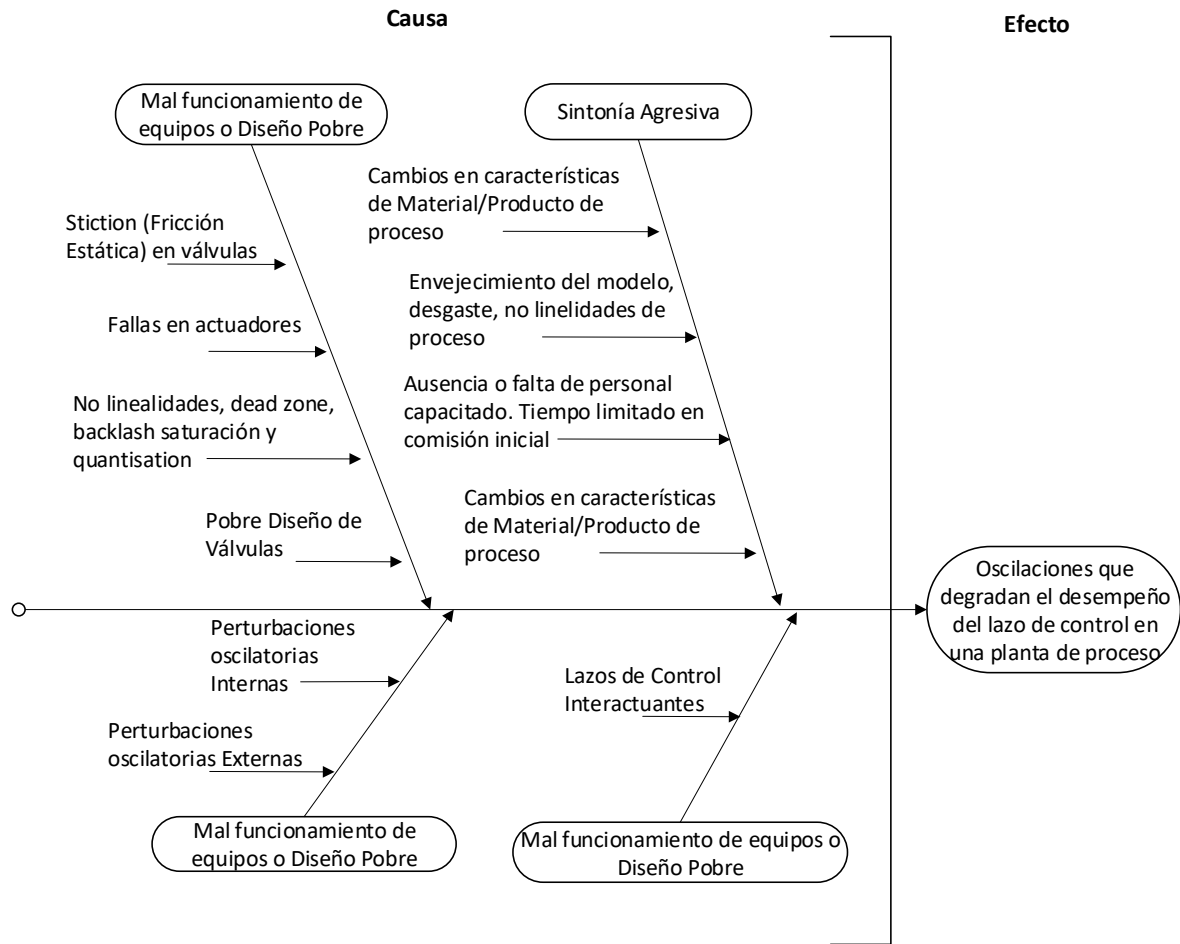 Causa
Efecto
Mal funcionamiento de
equipos o Diseño Pobre
Sintonía Agresiva
Stiction (Fricción
Estática) en válvulas
Fallas en actuadores
No linealidades, dead zone,
backlash saturación y
quantisation
Pobre Diseño de
Válvulas
Cambios en características
de Material/Producto de
proceso
Envejecimiento del modelo,
desgaste, no linelidades de
proceso
Ausencia o falta de personal
capacitado. Tiempo limitado en
comisión inicial
Cambios en características
de Material/Producto de
proceso
Oscilaciones que
degradan el desempeño
del lazo de control en
una planta de proceso
Perturbaciones
oscilatorias
Internas
Perturbaciones
oscilatorias Externas
Mal funcionamiento de
equipos o Diseño Pobre
Lazos de Control
Interactuantes
Mal funcionamiento de equipos o
Diseño Pobre